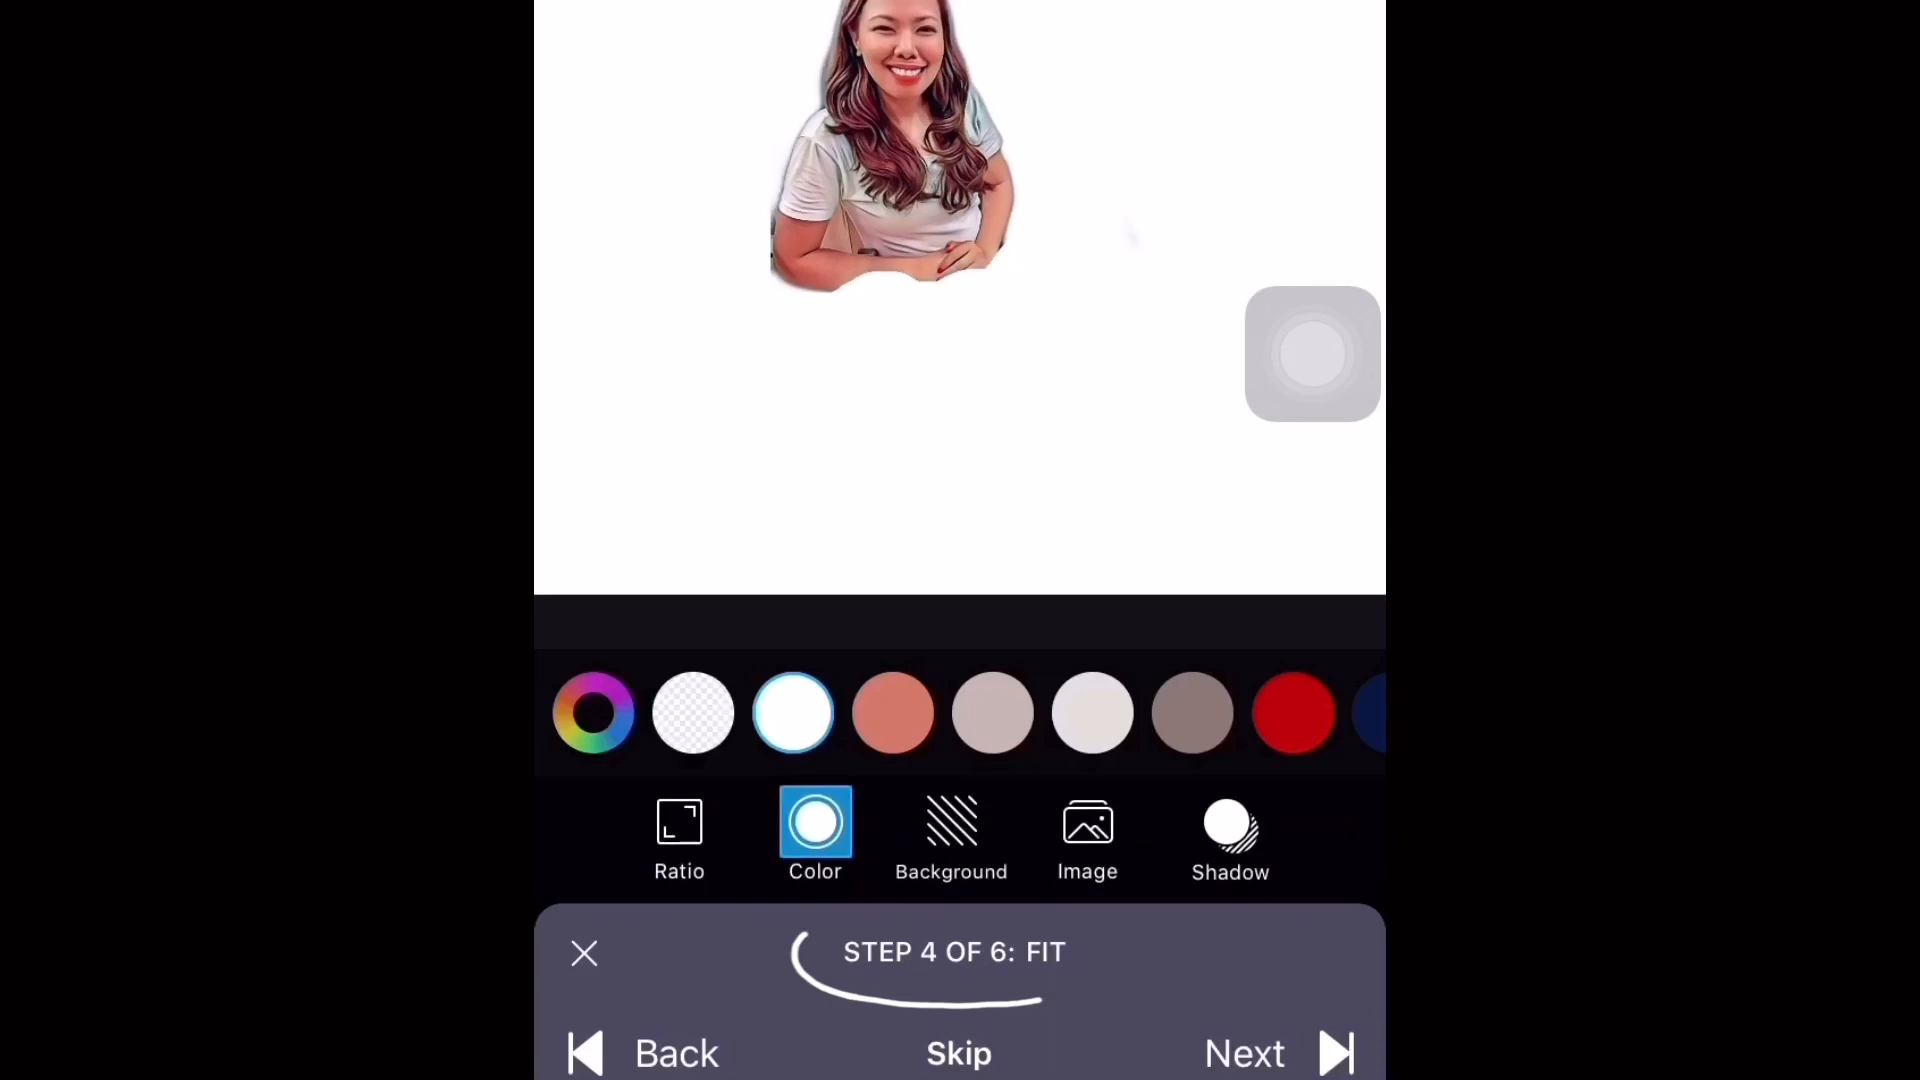 Ratio
Color
Background
Image
Shadow
STEP 4 OF 6: FIT
Back
Skip
Next